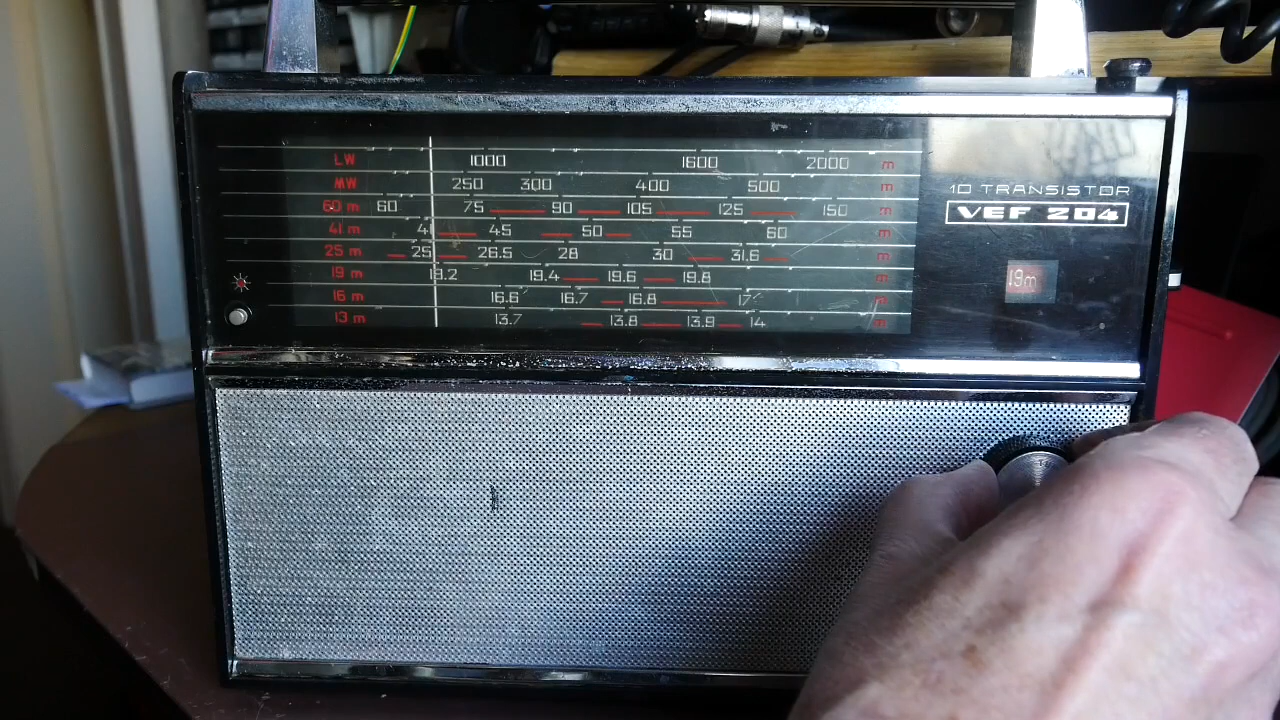 LW 1000 1600 2000 m
MW 250 300 400 500 m
60 m 60 75 90 105 125 150 m
41 m 41 45 50 55 60 m
25 m 25 26.5 28 30 31.6 m
19 m 19.2 19.4 19.6 19.8 m
16 m 16.6 16.7 16.8 17 m
13 m 13.7 13.8 13.9 14 m
10 TRANSISTOR
VEF 204
19m